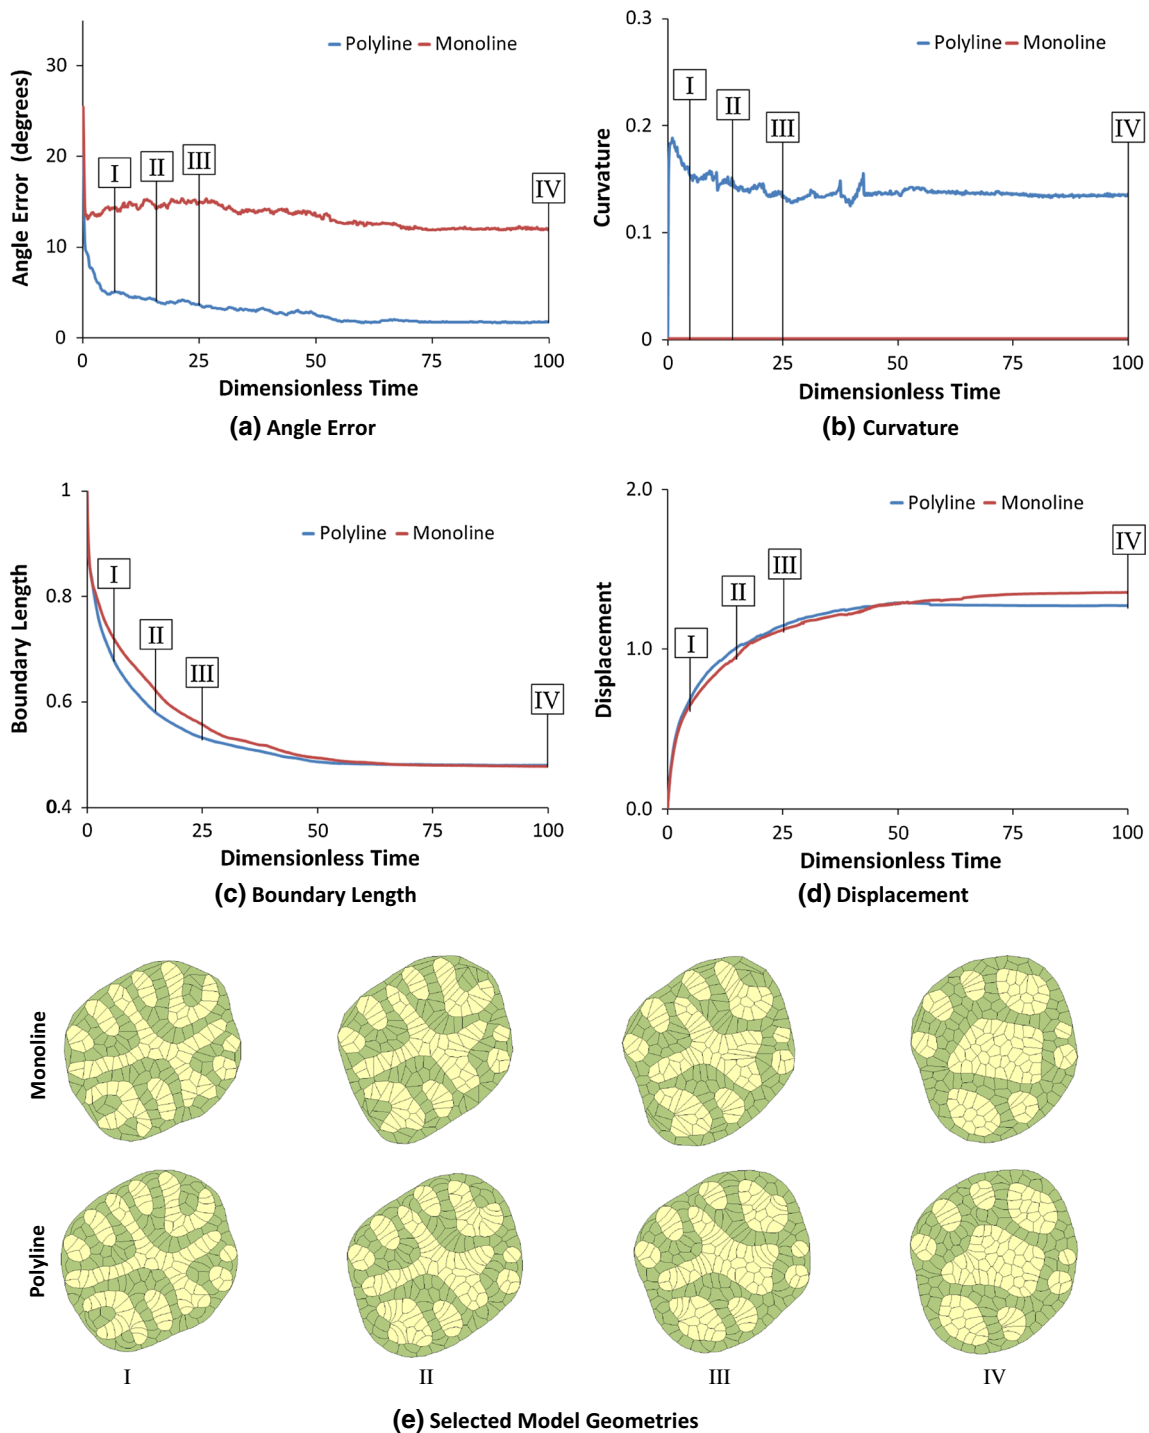 Angle Error (degrees)
30
20
10
0
Polyline Monoline
I
II
III
IV
0 25 50 75 100
Dimensionless Time
(a) Angle Error
Curvature
0.3
0.2
0.1
0
Polyline Monoline
I
II
III
IV
0 25 50 75 100
Dimensionless Time
(b) Curvature
Boundary Length
1
0.8
0.6
0.4
Polyline Monoline
I
II
III
IV
0 25 50 75 100
Dimensionless Time
(c) Boundary Length
Displacement
2.0
1.0
0.0
Polyline Monoline
I
II
III
IV
0 25 50 75 100
Dimensionless Time
(d) Displacement
Monoline
Polyline
I II III IV
(e) Selected Model Geometries